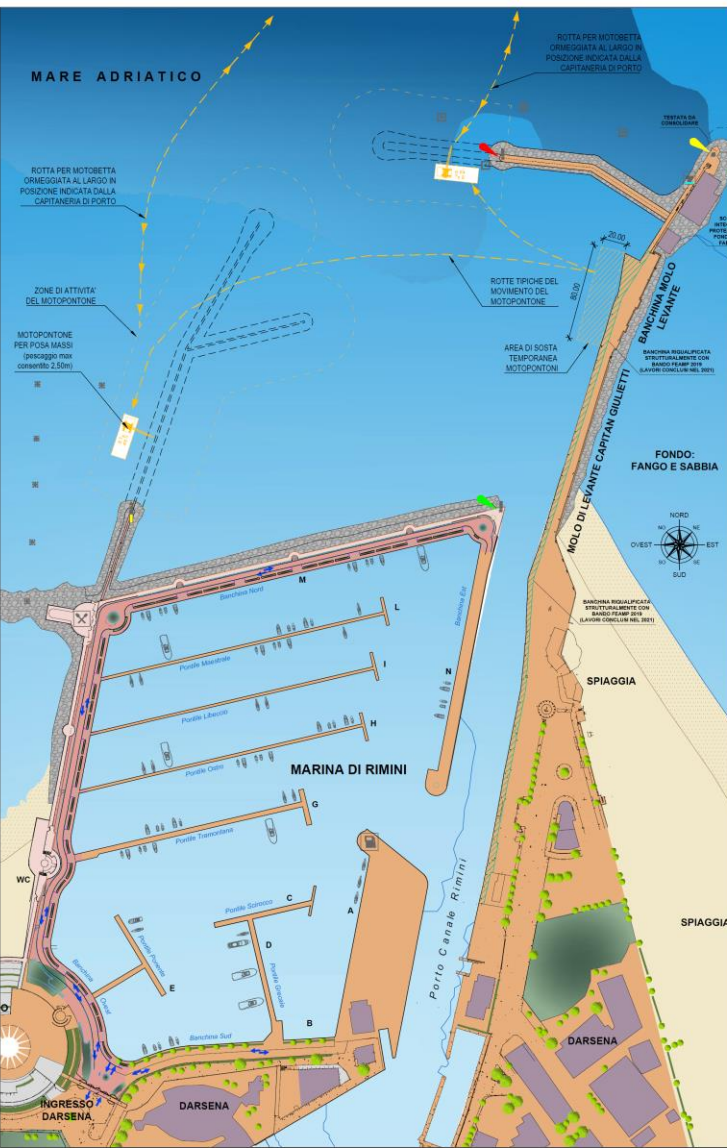 MARE ADRIATICO
ROTTA PER MOTOBETTA
ORMEGGIATA AL LARGO IN
POSIZIONE INDICATA DALLA
CAPITANERIA DI PORTO
TESTATA DA
CONSOLIDARE
ROTTA PER MOTOBETTA
ORMEGGIATA AL LARGO IN
POSIZIONE INDICATA DALLA
CAPITANERIA DI PORTO
20.00
80.00
ZONE DI ATTIVITA'
DEL MOTOPONTONE
ROTTE TIPICHE DEL
MOVIMENTO DEL
MOTOPONTONE
MOTOPONTONE
PER POSA MASSI
(pescaggio max
consentito 2,50m)
AREA DI SOSTA
TEMPORANEA
MOTOPONTONI
BANCHINA MOLO
LEVANTE
BANCHINA RIQUALIFICATA
STRUTTURALMENTE CON
BANDO FEAMP 2019
(LAVORI CONCLUSI NEL 2021)
MOLO DI LEVANTE CAPITAN GIULIETTI
FONDO:
FANGO E SABBIA
NORD
NO
NE
OVEST
EST
SO
SE
SUD
BANCHINA RIQUALIFICATA
STRUTTURALMENTE CON
BANDO FEAMP 2019
(LAVORI CONCLUSI NEL 2021)
M
Banchina Nord
L
Banchina Est
Pontile Maestrale
I
N
SPIAGGIA
Pontile Libeccio
H
Pontile Ostro
MARINA DI RIMINI
G
Pontile Tramontana
WC
C
A
Pontile Scirocco
Porto Canale Rimini
SPIAGGIA
D
Pontile Ponente
Pontile Grecale
Banchina Ovest
E
B
Banchina Sud
DARSENA
INGRESSO
DARSENA
DARSENA